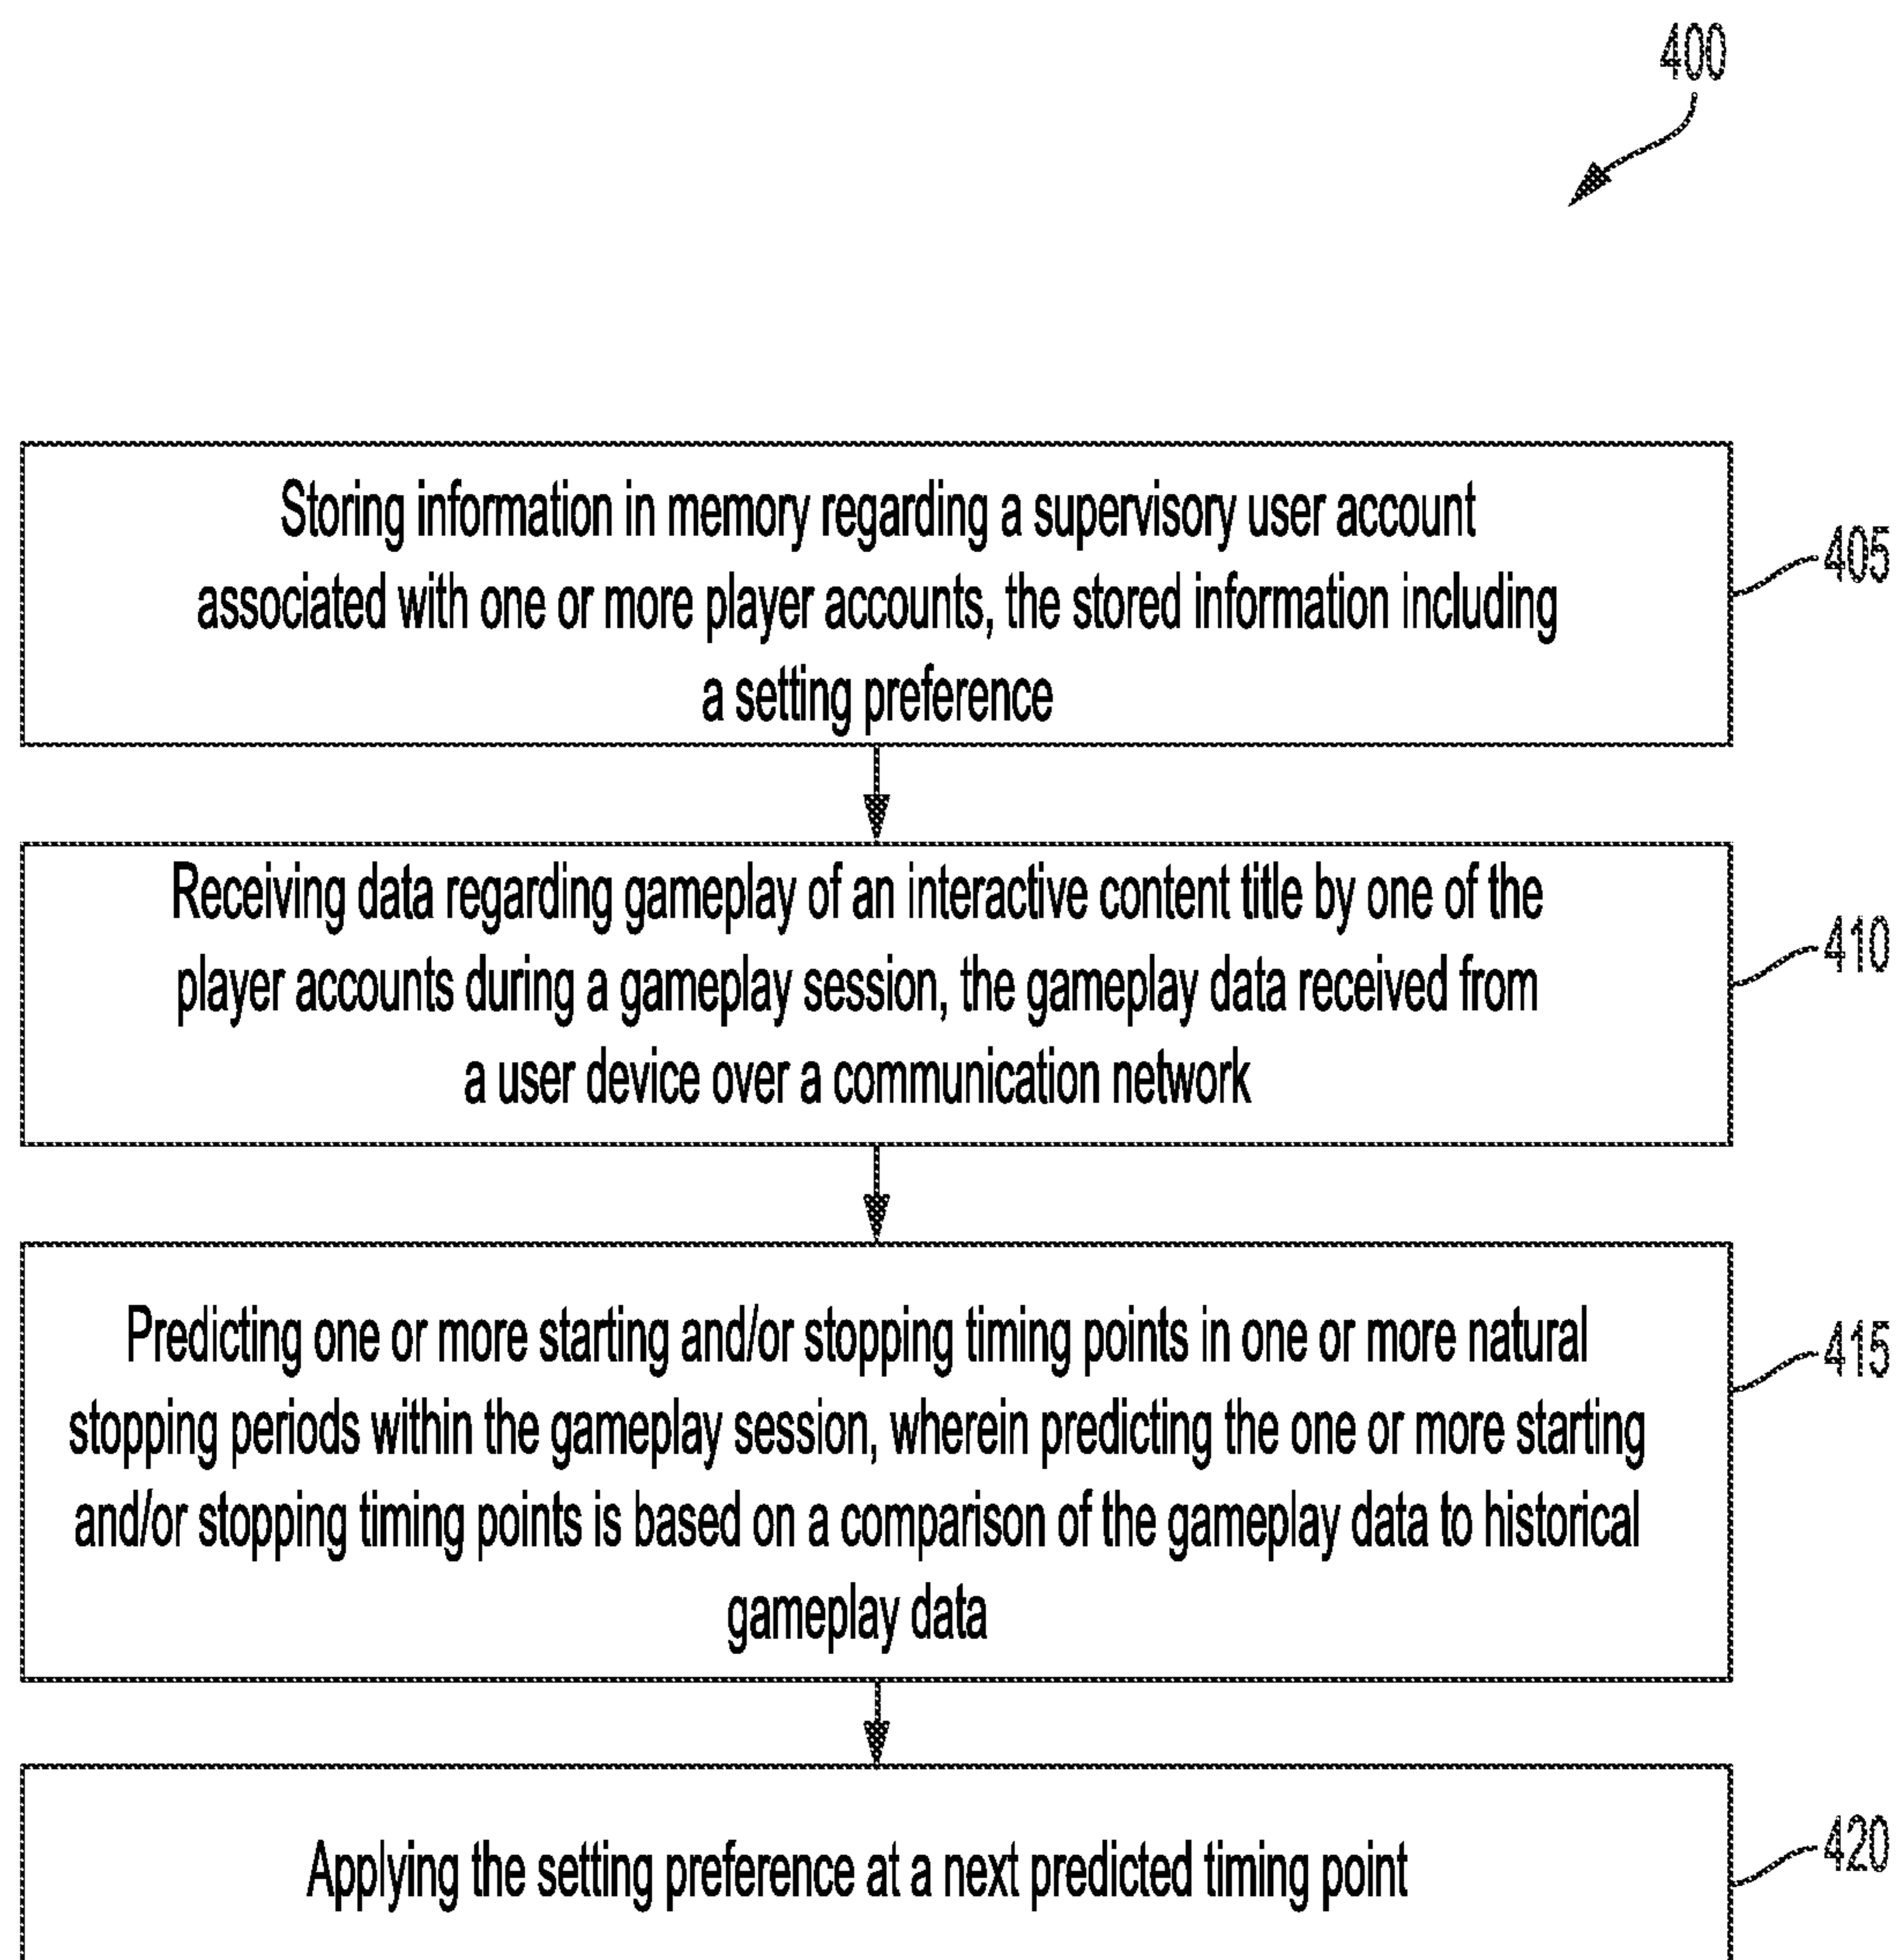 400
Storing information in memory regarding a supervisory user account
associated with one or more player accounts, the stored information including
a setting preference
405
Receiving data regarding gameplay of an interactive content title by one of the
player accounts during a gameplay session, the gameplay data received from
a user device over a communication network
410
Predicting one or more starting and/or stopping timing points in one or more natural
stopping periods within the gameplay session, wherein predicting the one or more starting
and/or stopping timing points is based on a comparison of the gameplay data to historical
gameplay data
415
Applying the setting preference at a next predicted timing point
420